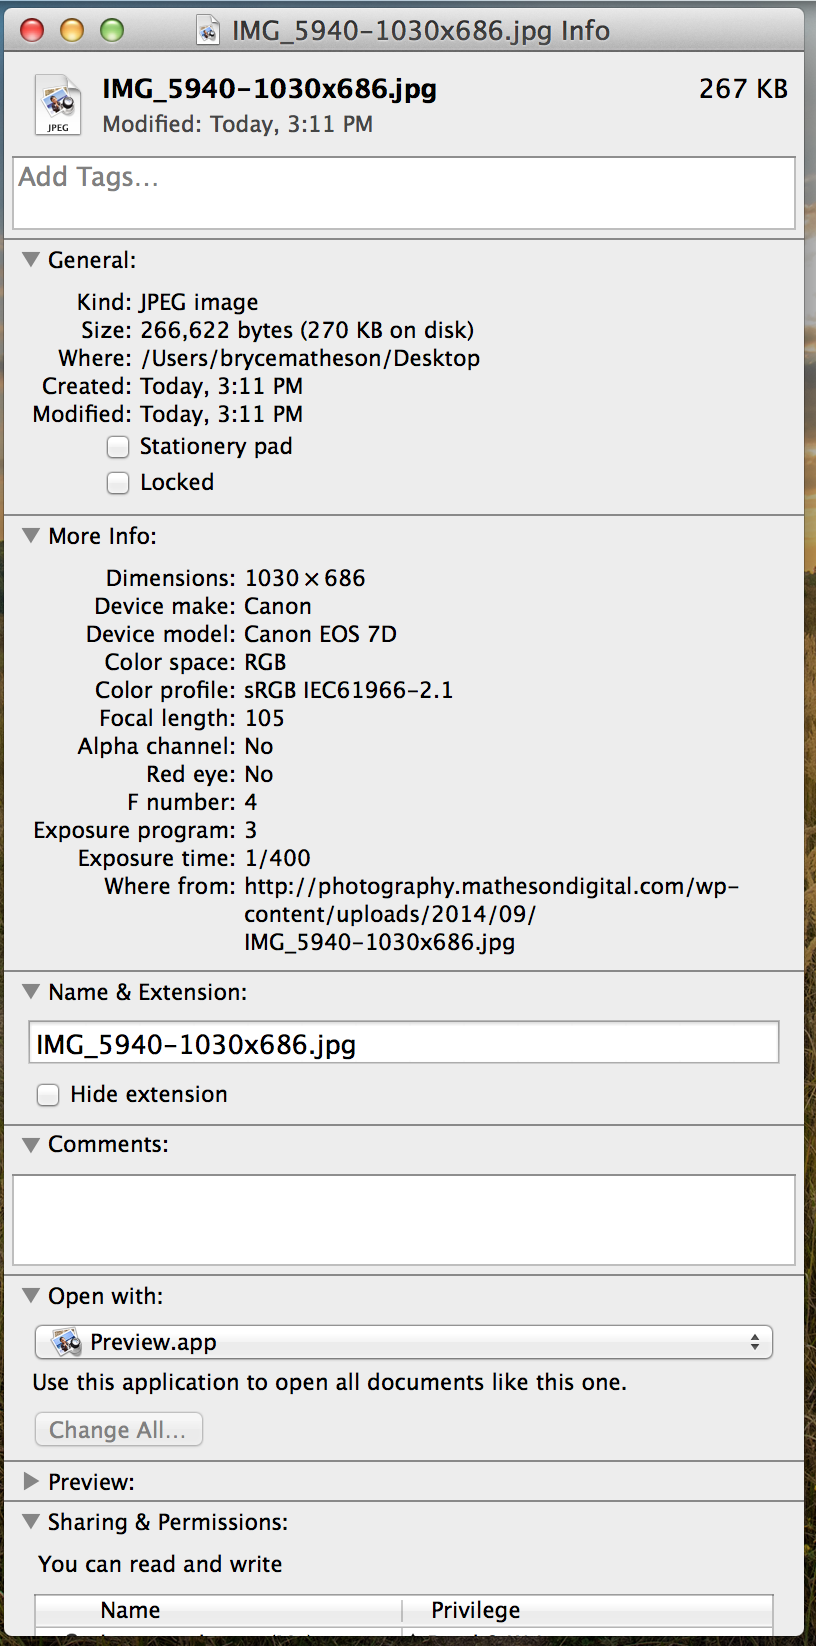 IMG_5940-1030x686.jpg Info
IMG_5940-1030x686.jpg 267 KB
JPEG
Modified: Today, 3:11 PM
Add Tags...
General:
Kind: JPEG image
Size: 266,622 bytes (270 KB on disk)
Where: /Users/brycematheson/Desktop
Created: Today, 3:11 PM
Modified: Today, 3:11 PM
Stationery pad
Locked
More Info:
Dimensions: 1030 × 686
Device make: Canon
Device model: Canon EOS 7D
Color space: RGB
Color profile: sRGB IEC61966-2.1
Focal length: 105
Alpha channel: No
Red eye: No
F number: 4
Exposure program: 3
Exposure time: 1/400
Where from: http://photography.mathesondigital.com/wp-
content/uploads/2014/09/
IMG_5940-1030x686.jpg
Name & Extension:
IMG_5940-1030x686.jpg
Hide extension
Comments:
Open with:
Preview.app
Use this application to open all documents like this one.
Change All...
Preview:
Sharing & Permissions:
You can read and write
Name Privilege